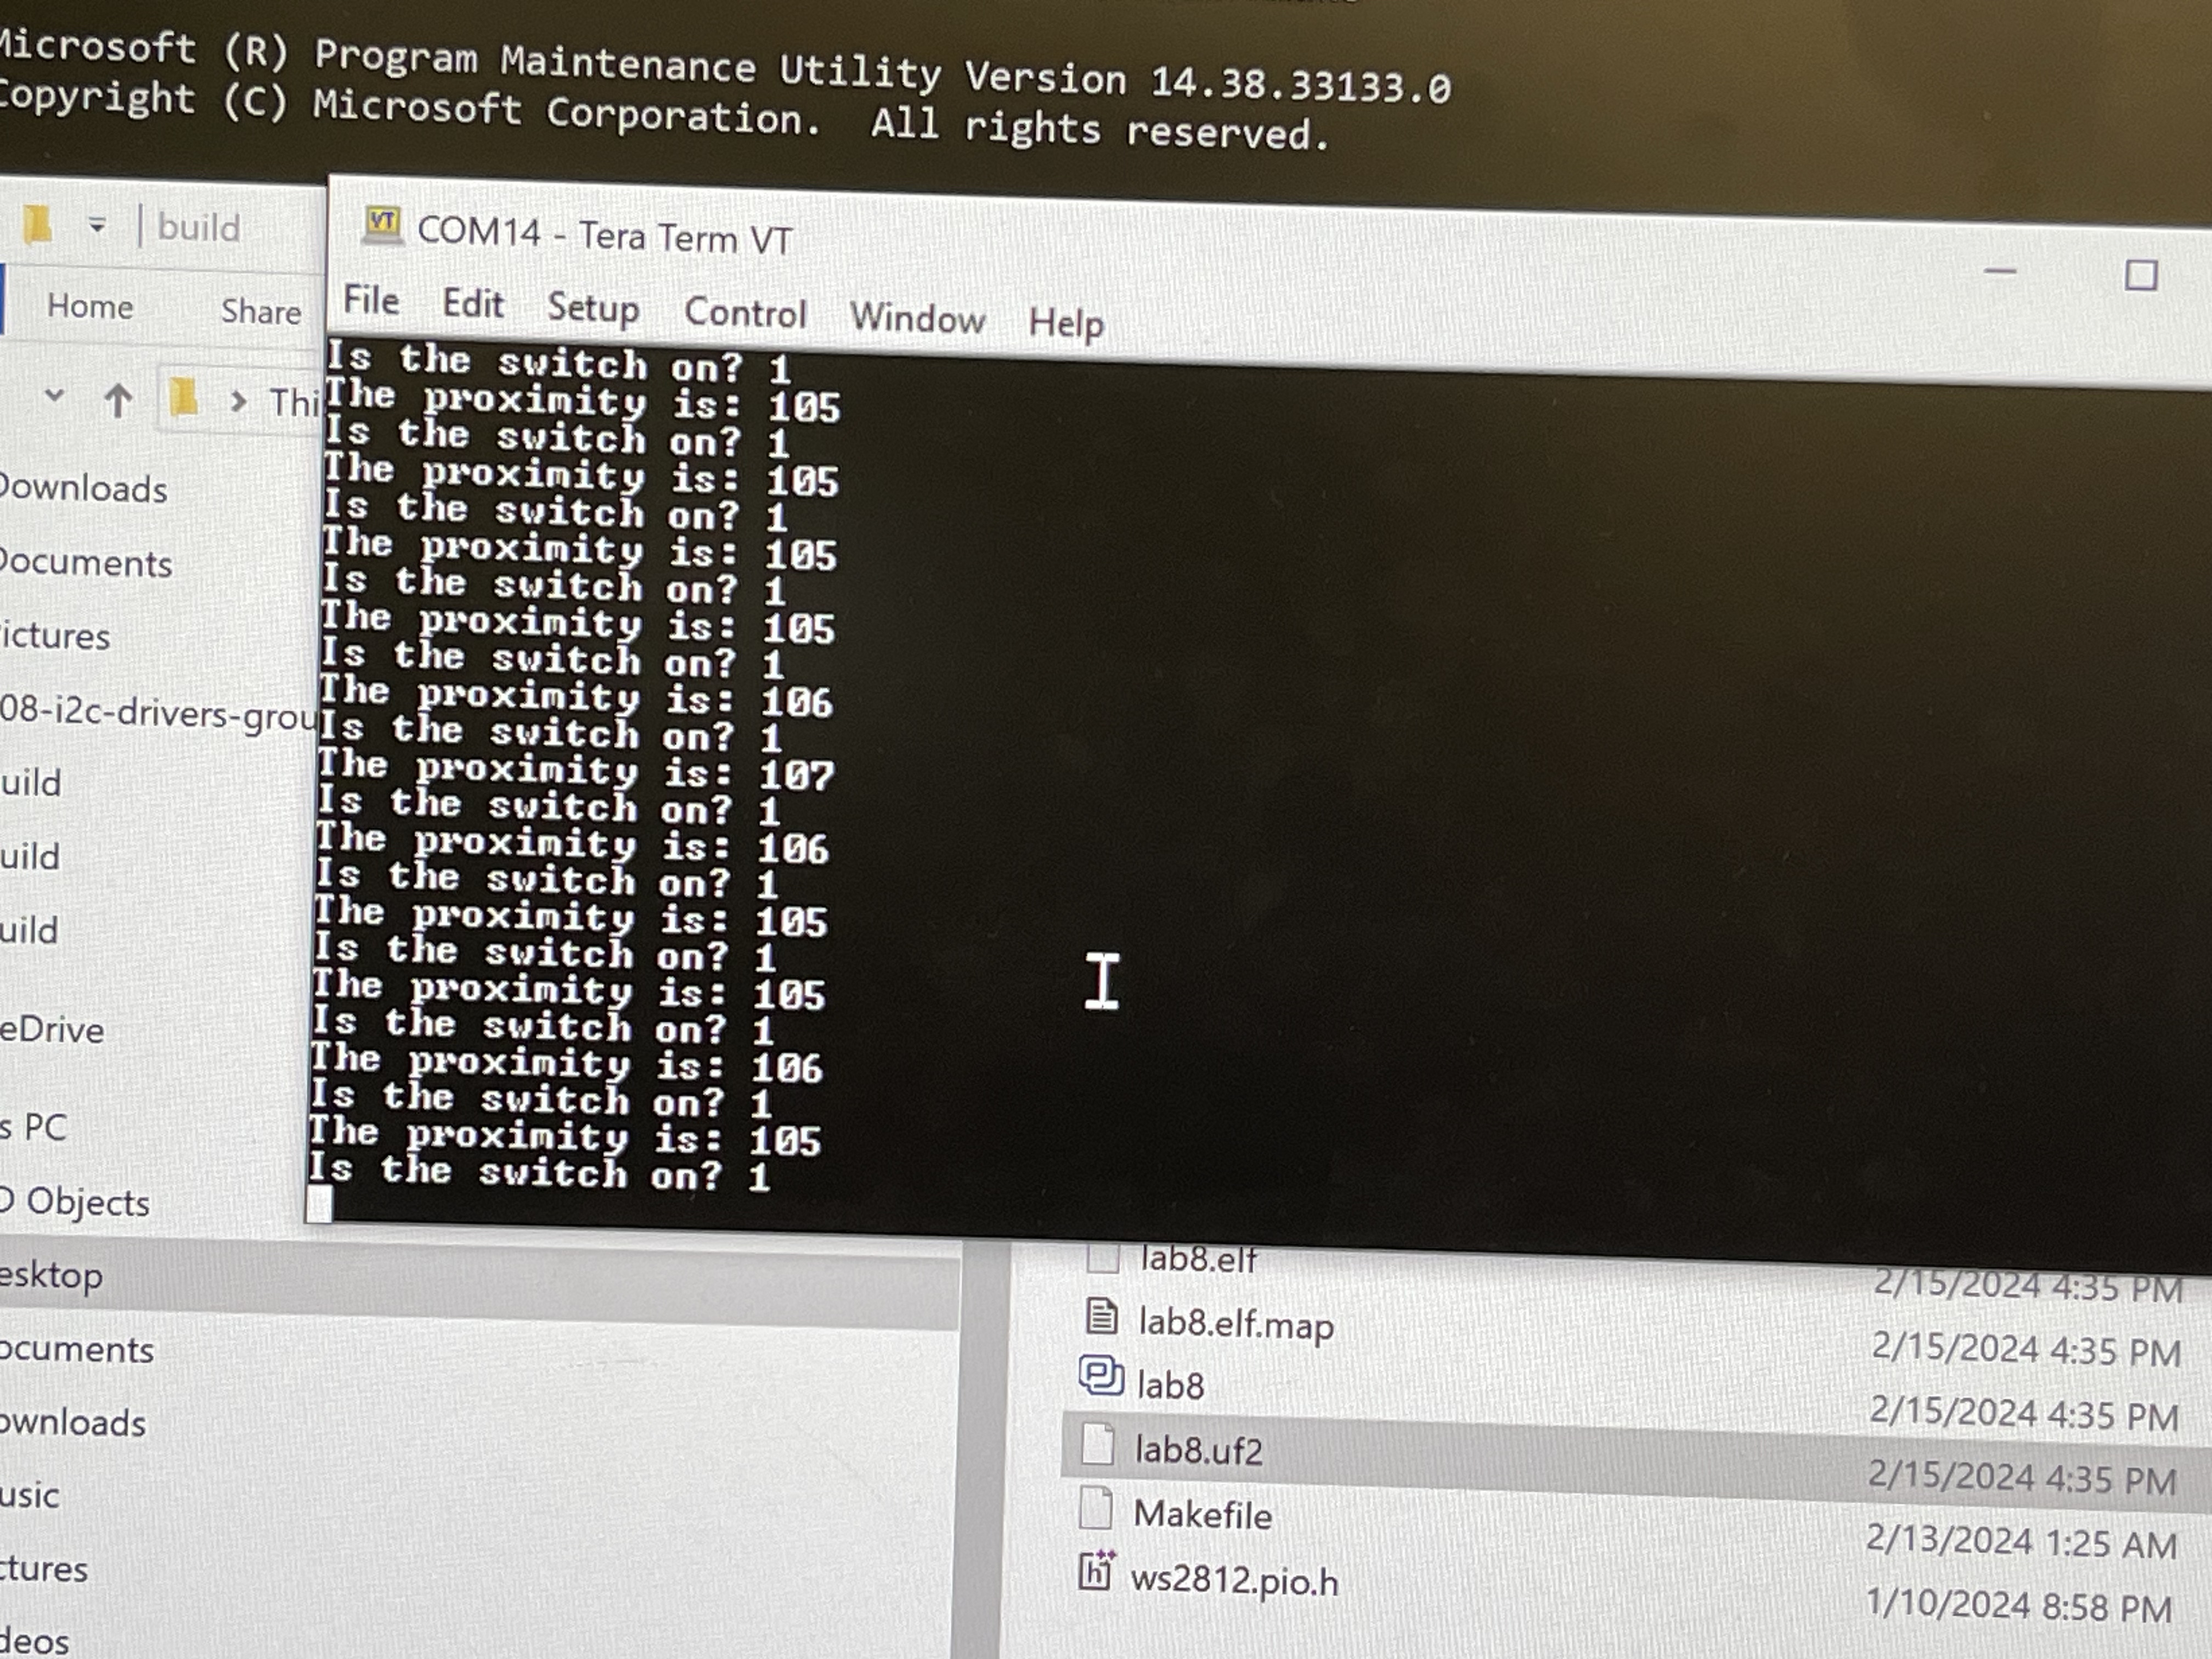 Microsoft (R) Program Maintenance Utility Version 14.38.33133.0
Copyright (C) Microsoft Corporation.  All rights reserved.
build
COM14 - Tera Term VT
File Edit Setup Control Window Help
Home Share
Thi
Is the switch on? 1
The proximity is: 105
Is the switch on? 1
The proximity is: 105
Is the switch on? 1
The proximity is: 105
Is the switch on? 1
The proximity is: 105
Is the switch on? 1
The proximity is: 106
Is the switch on? 1
The proximity is: 107
Is the switch on? 1
The proximity is: 106
Is the switch on? 1
The proximity is: 105
Is the switch on? 1
The proximity is: 105
Is the switch on? 1
The proximity is: 106
Is the switch on? 1
The proximity is: 105
Is the switch on? 1
Downloads
Documents
ictures
08-i2c-drivers-grou
uild
uild
uild
eDrive
s PC
D Objects
esktop
ocuments
ownloads
usic
ctures
deos
lab8.elf 2/15/2024 4:35 PM
lab8.elf.map 2/15/2024 4:35 PM
lab8 2/15/2024 4:35 PM
lab8.uf2 2/15/2024 4:35 PM
Makefile 2/13/2024 1:25 AM
ws2812.pio.h 1/10/2024 8:58 PM